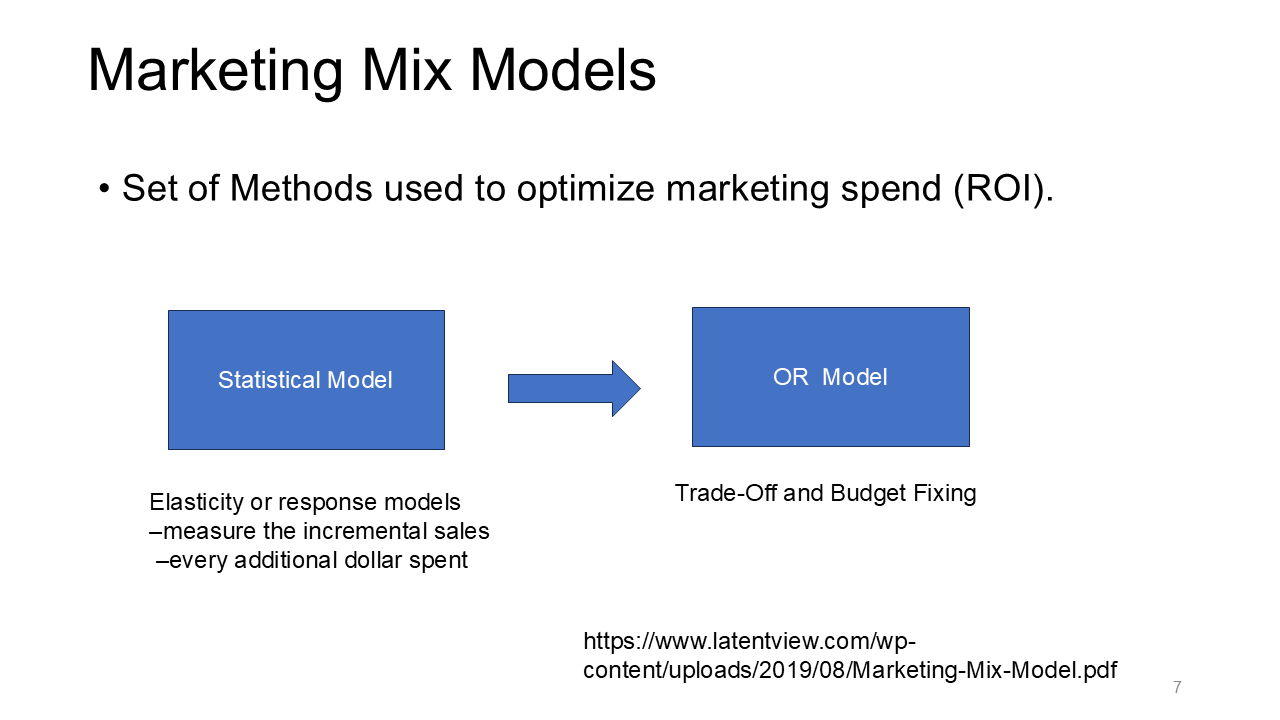 Marketing Mix Models
• Set of Methods used to optimize marketing spend (ROI).
Statistical Model
OR  Model
Elasticity or response models
–measure the incremental sales
–every additional dollar spent
Trade-Off and Budget Fixing
https://www.latentview.com/wp-
content/uploads/2019/08/Marketing-Mix-Model.pdf
7